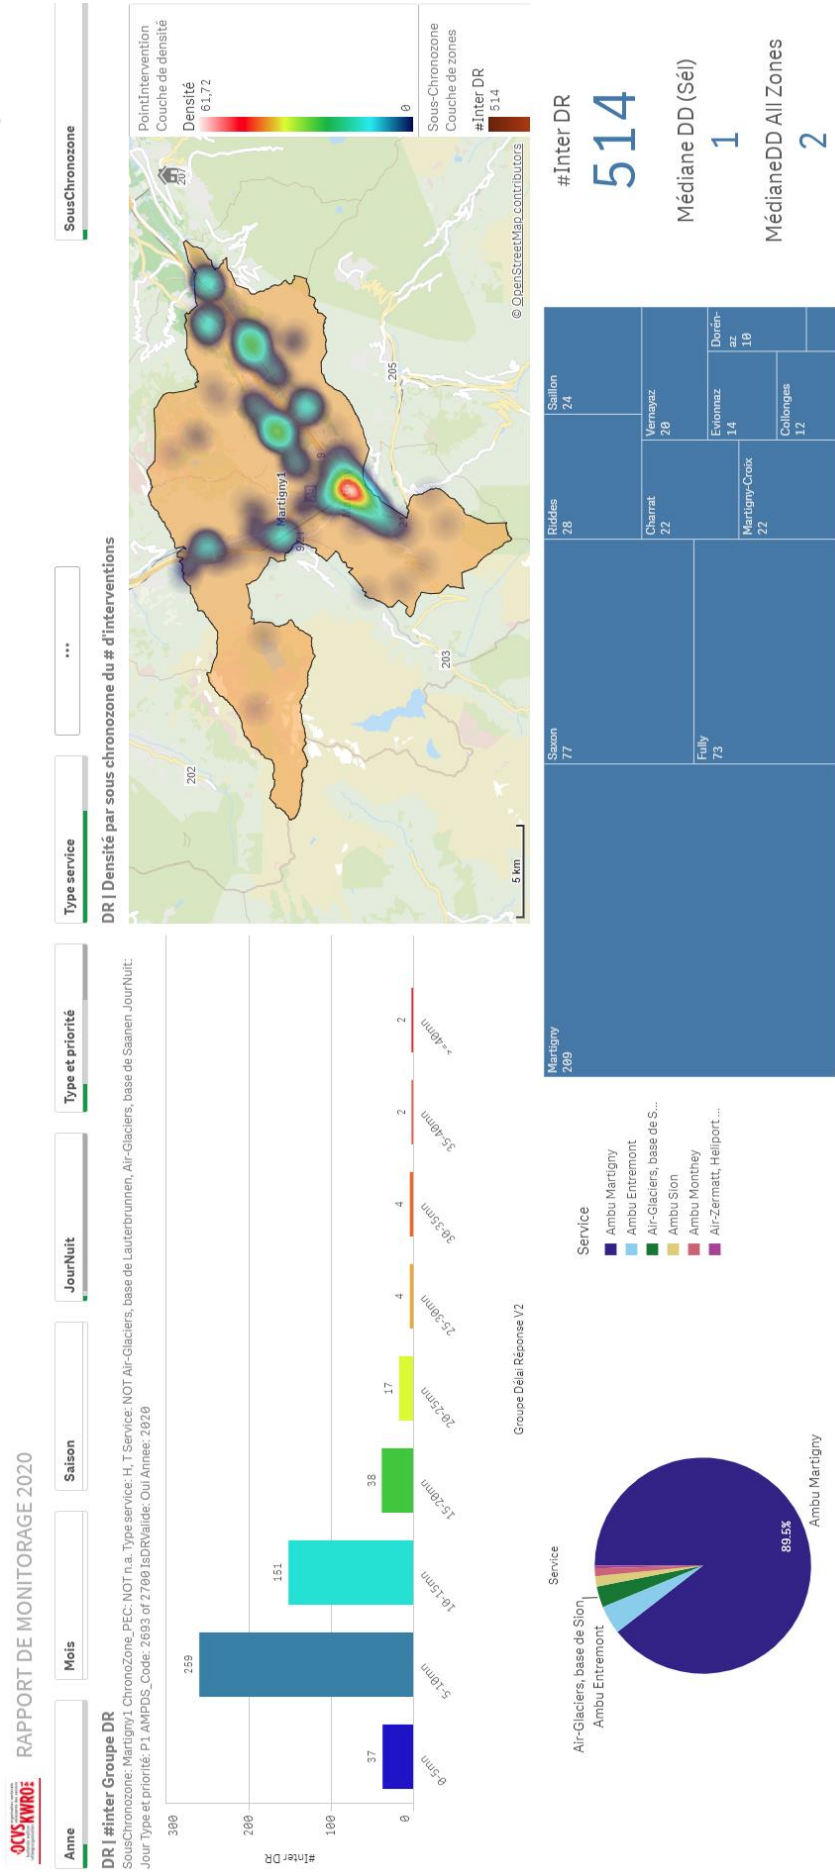 OCVS
KWRO
RAPPORT DE MONITORAGE 2020
Anne
Mois
Saison
JourNuit
Type et priorité
Type service
...
SousChronozone
DR | #inter Groupe DR
SousChronozone: Martigny1 ChronoZone_PEC: NOT n.a. Type service: H, T Service: NOT Air-Glaciers, base de Lauterbrunnen, Air-Glaciers, base de Saanen JourNuit:
Jour Type et priorité: P1 AMPDS_Code: 2693 of 2700 IsDRValide: Oui Annee: 2020
#Inter DR
300
200
100
0
37
259
151
38
17
4
4
2
2
0-5mn
5-10mn
10-15mn
15-20mn
20-25mn
25-30mn
30-35mn
35-40mn
>=40mn
Groupe Délai Réponse V2
DR | Densité par sous chronozone du # d'interventions
202
203
205
207
Martigny1
9
21
5 km
© OpenStreetMap contributors
PointIntervention
Couche de densité
Densité
61,72
0
Sous-Chronozone
Couche de zones
#Inter DR
514
Service
Air-Glaciers, base de Sion
Ambu Entremont
89.5%
Ambu Martigny
Service
Ambu Martigny
Ambu Entremont
Air-Glaciers, base de S...
Ambu Sion
Ambu Monthey
Air-Zermatt, Heliport ...
Martigny
209
Saxon
77
Fully
73
Riddes
28
Saillon
24
Charrat
22
Martigny-Croix
22
Vernayaz
20
Evionnaz
14
Collonges
12
Dorén-
az
10
#Inter DR
514
Médiane DD (Sél)
1
MédianeDD All Zones
2